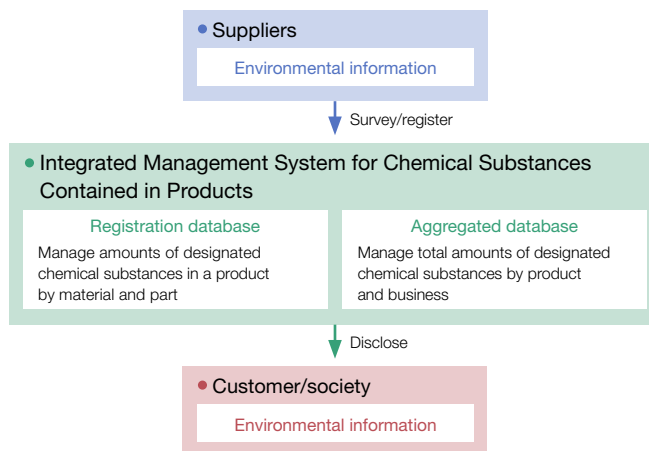 • Suppliers
Environmental information
Survey/register
• Integrated Management System for Chemical Substances
Contained in Products
Registration database
Manage amounts of designated
chemical substances in a product
by material and part
Aggregated database
Manage total amounts of designated
chemical substances by product
and business
Disclose
• Customer/society
Environmental information